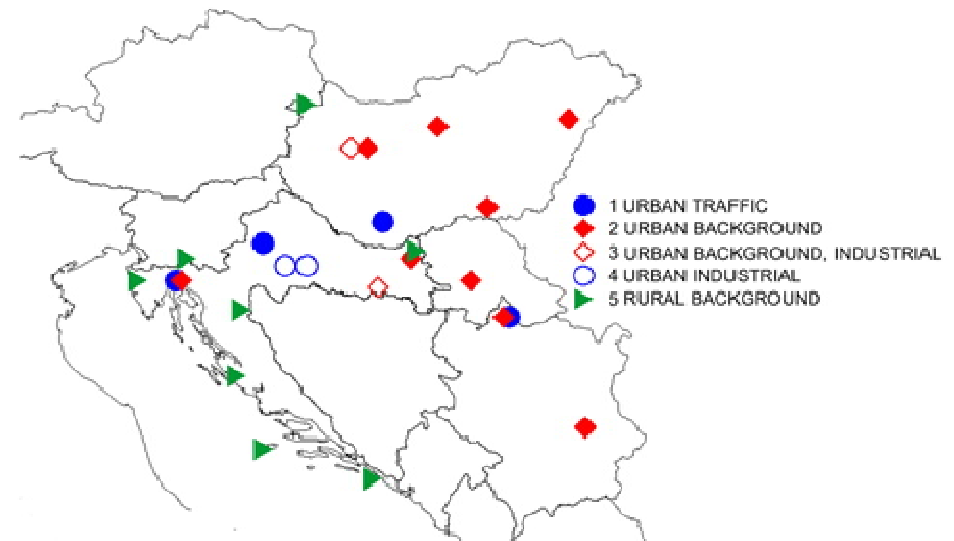 1 URBAN TRAFFIC
2 URBAN BACKGROUND
3 URBAN BACKGROUND, INDUSTRIAL
4 URBAN INDUSTRIAL
5 RURAL BACKGROUND